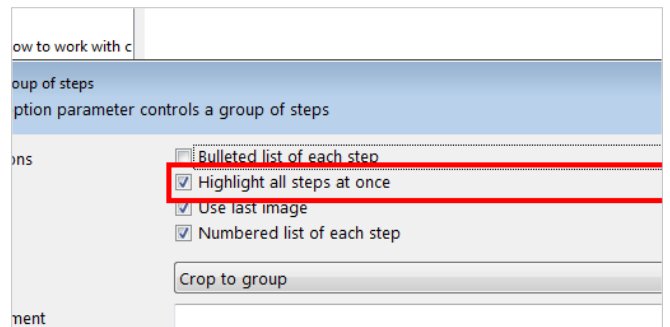 ow to work with c
oup of steps
ption parameter controls a group of steps
ons
Bulleted list of each step
Highlight all steps at once
Use last image
Numbered list of each step
Crop to group
ment